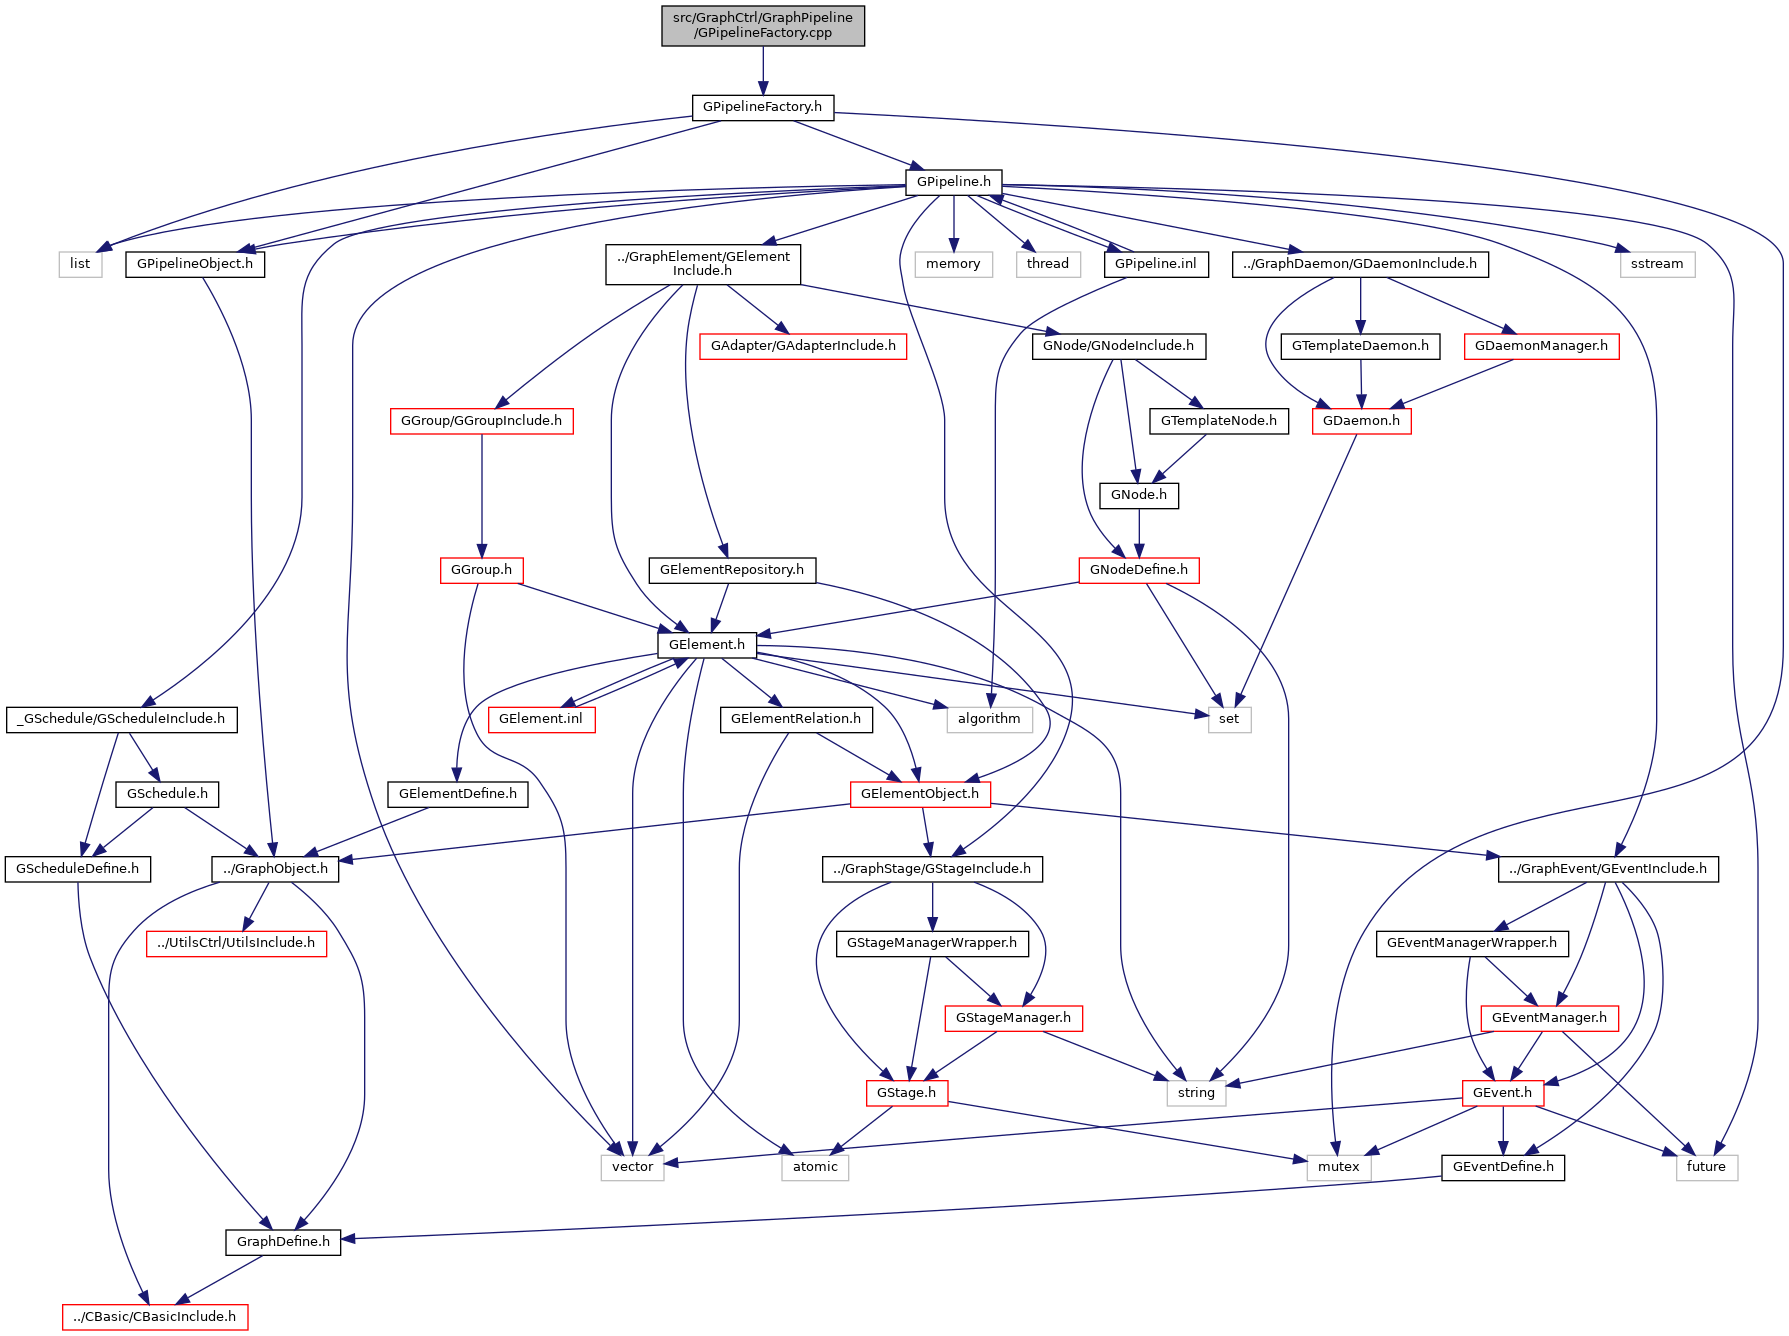 src/GraphCtrl/GraphPipeline
/GPipelineFactory.cpp
GPipelineFactory.h
GPipeline.h
list
GPipelineObject.h
../GraphElement/GElement
Include.h
memory
thread
GPipeline.inl
../GraphDaemon/GDaemonInclude.h
sstream
GAdapter/GAdapterInclude.h
GNode/GNodeInclude.h
GTemplateDaemon.h
GDaemonManager.h
GGroup/GGroupInclude.h
GTemplateNode.h
GDaemon.h
GNode.h
GGroup.h
GElementRepository.h
GNodeDefine.h
GElement.h
_GSchedule/GScheduleInclude.h
GElement.inl
GElementRelation.h
algorithm
set
GSchedule.h
GElementDefine.h
GElementObject.h
GScheduleDefine.h
../GraphObject.h
../GraphStage/GStageInclude.h
../GraphEvent/GEventInclude.h
../UtilsCtrl/UtilsInclude.h
GStageManagerWrapper.h
GEventManagerWrapper.h
GStageManager.h
GEventManager.h
GStage.h
string
GEvent.h
vector
atomic
mutex
GEventDefine.h
future
GraphDefine.h
../CBasic/CBasicInclude.h